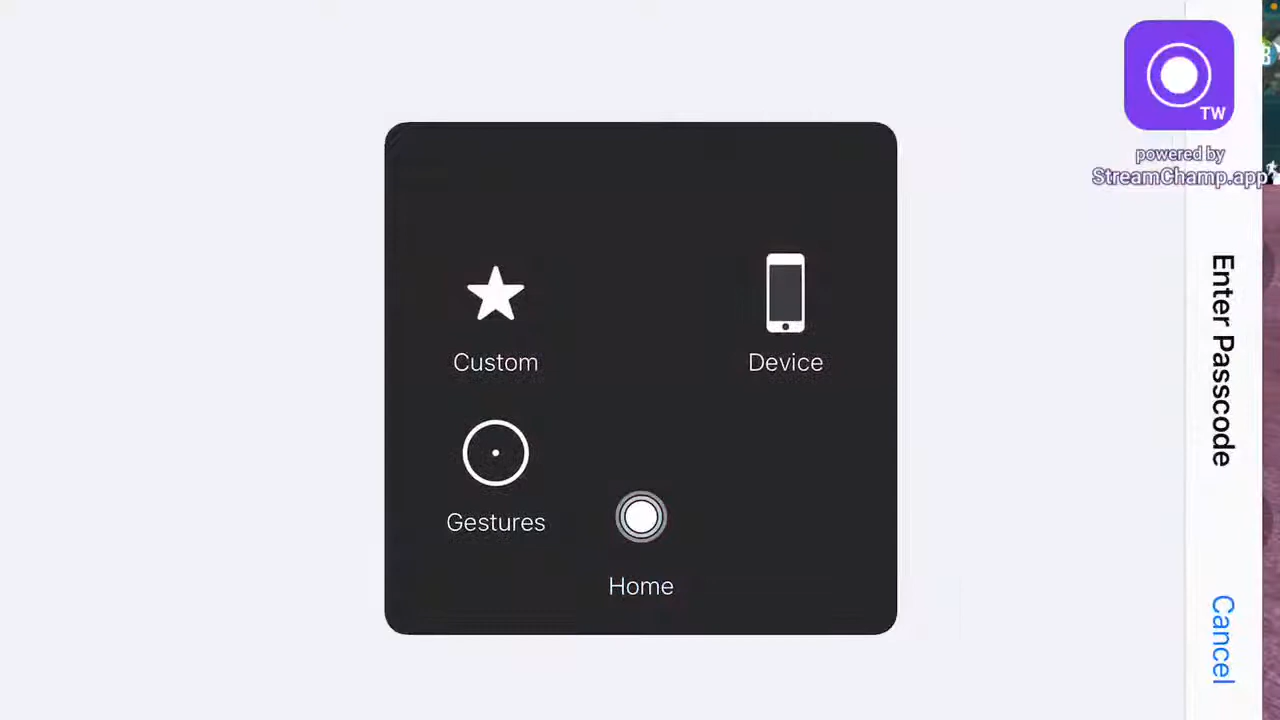 TW
powered by
StreamChamp.app
Custom
Device
Gestures
Home
Enter Passcode
Cancel